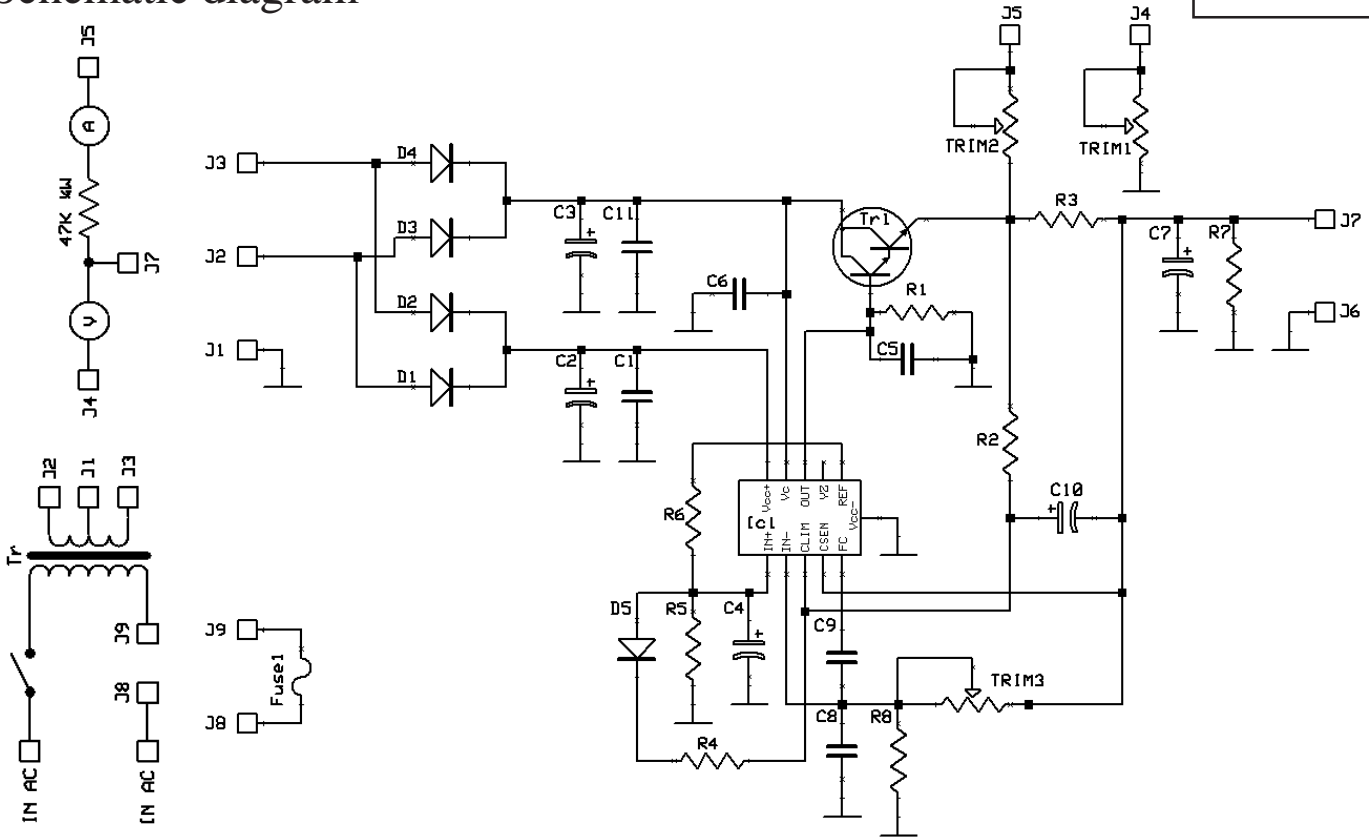 Schematic diagram
J5
A
47K ¼W
J7
V
J4
J2
J1
J3
Tr
J9
J8
IN AC
IN AC
J3
J2
J1
J9
Fuse1
J8
D4
D3
D2
D1
C3
C11
C2
C1
C6
Tr1
R1
C5
J5
TRIM2
J4
TRIM1
R3
C7
R7
J7
J6
R2
C10
R6
Ic1
Vcc+
Vc
OUT
VZ
REF
Vcc-
IN+
IN-
CLIM
CSEN
FC
D5
R5
C4
C9
C8
R8
TRIM3
R4